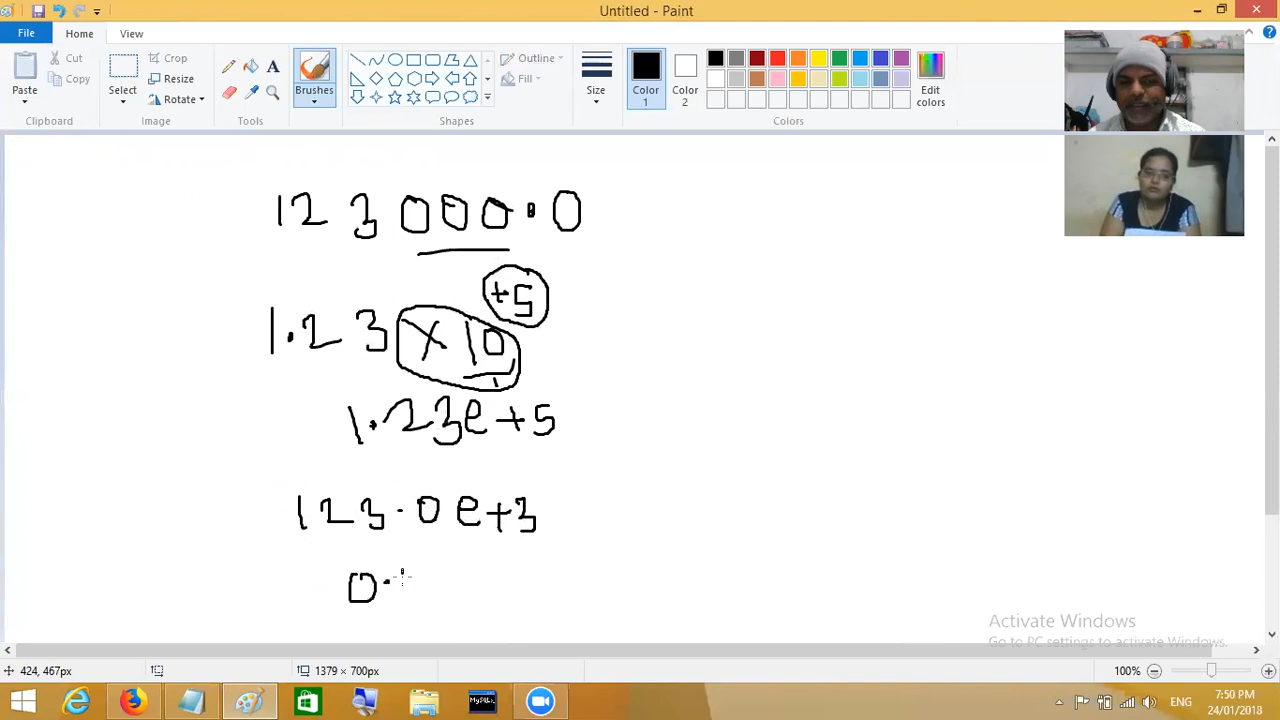 Untitled - Paint
File
Home
View
Paste
Cut
Copy
Clipboard
Select
Crop
Resize
Rotate
Image
A
Tools
Brushes
Outline
Fill
Shapes
Size
Color
1
Color
2
Edit
colors
Colors
123000.0
1.23 x 10 +5
1.23e+5
123.0e+3
0.
Activate Windows
Go to PC settings to activate Windows.
424, 467px
1379 × 700px
100%
MySQL
ENG
7:50 PM
24/01/2018